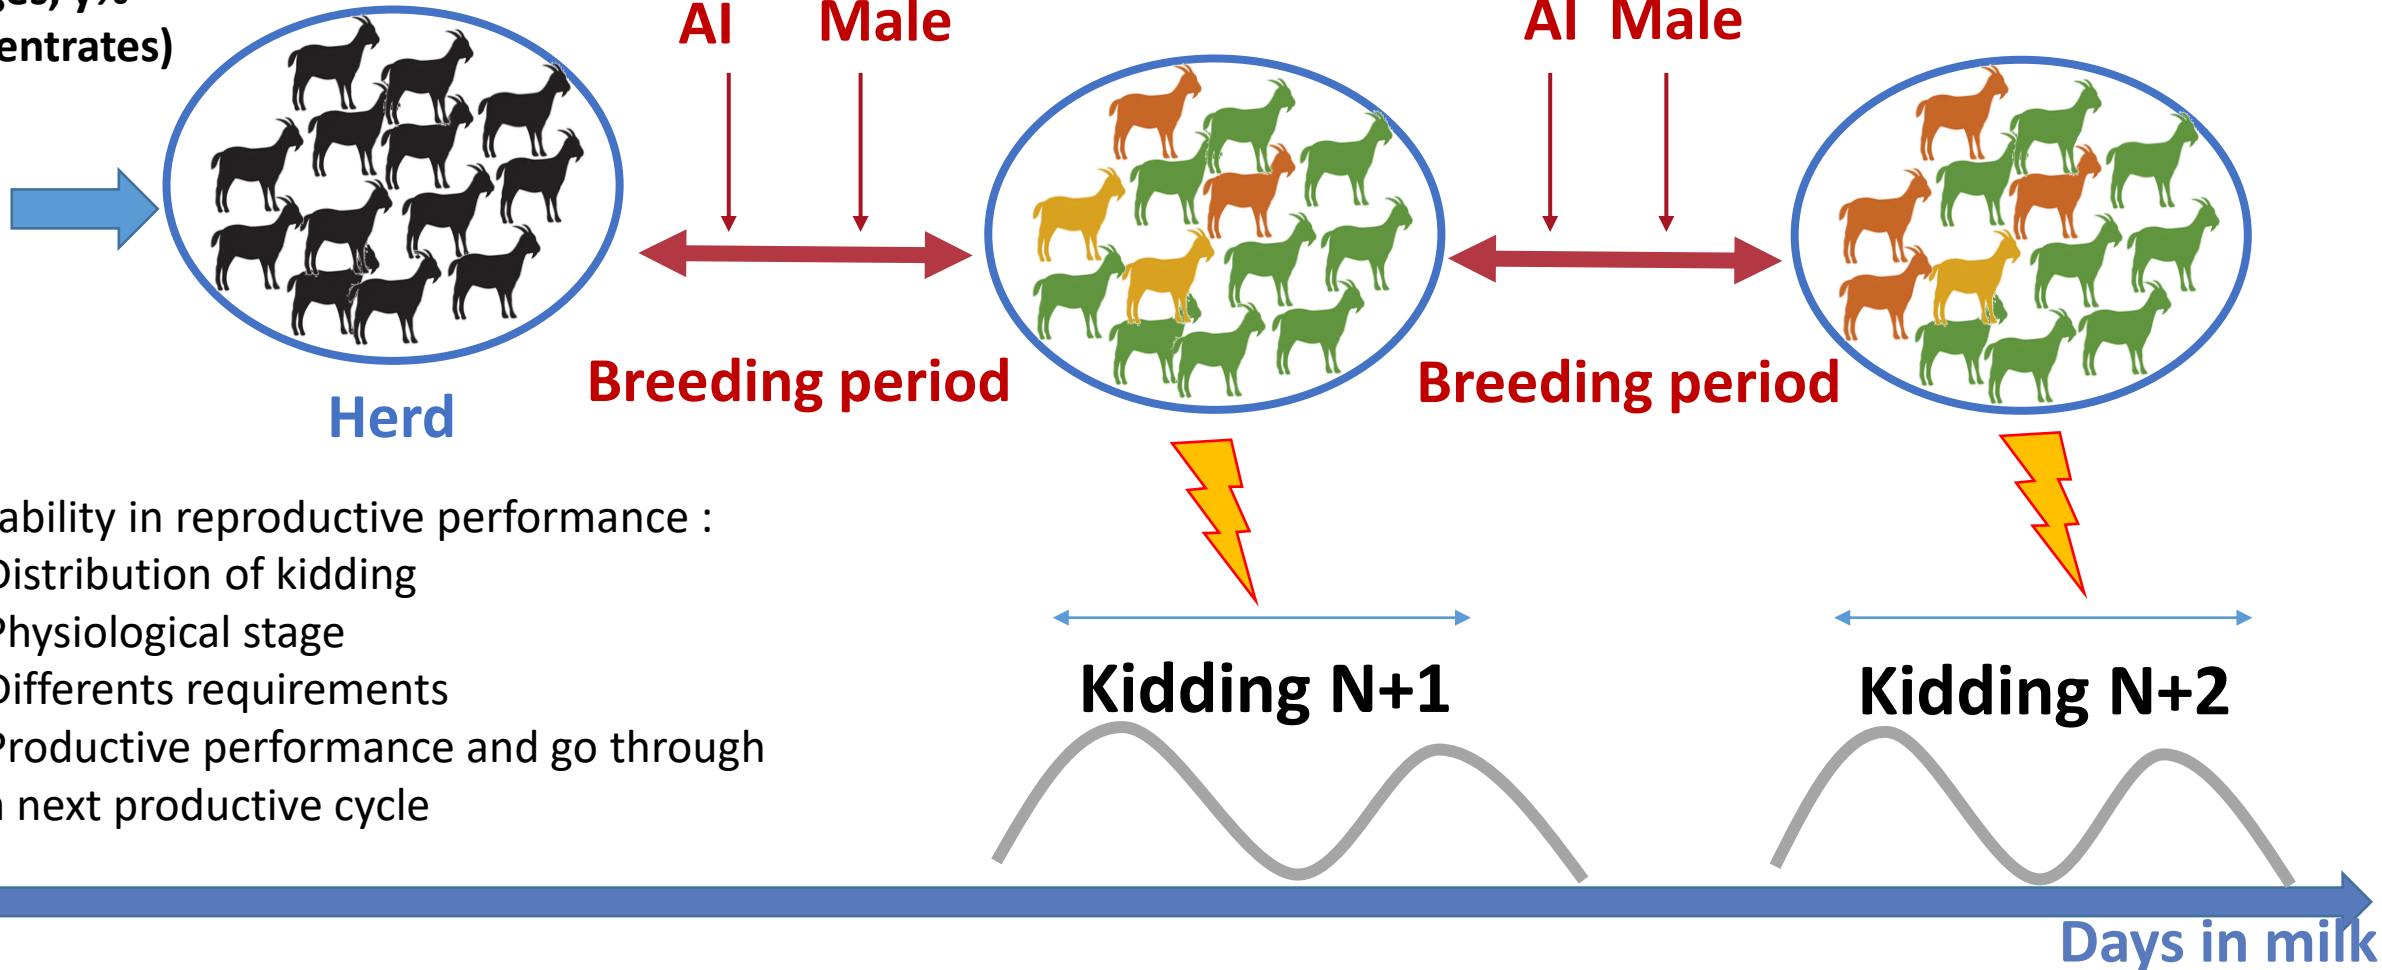 y%
entrates)
AI Male
AI Male
Herd
Breeding period
Breeding period
ability in reproductive performance :
Distribution of kidding
Physiological stage
Differents requirements
Productive performance and go through
next productive cycle
Kidding N+1
Kidding N+2
Days in milk